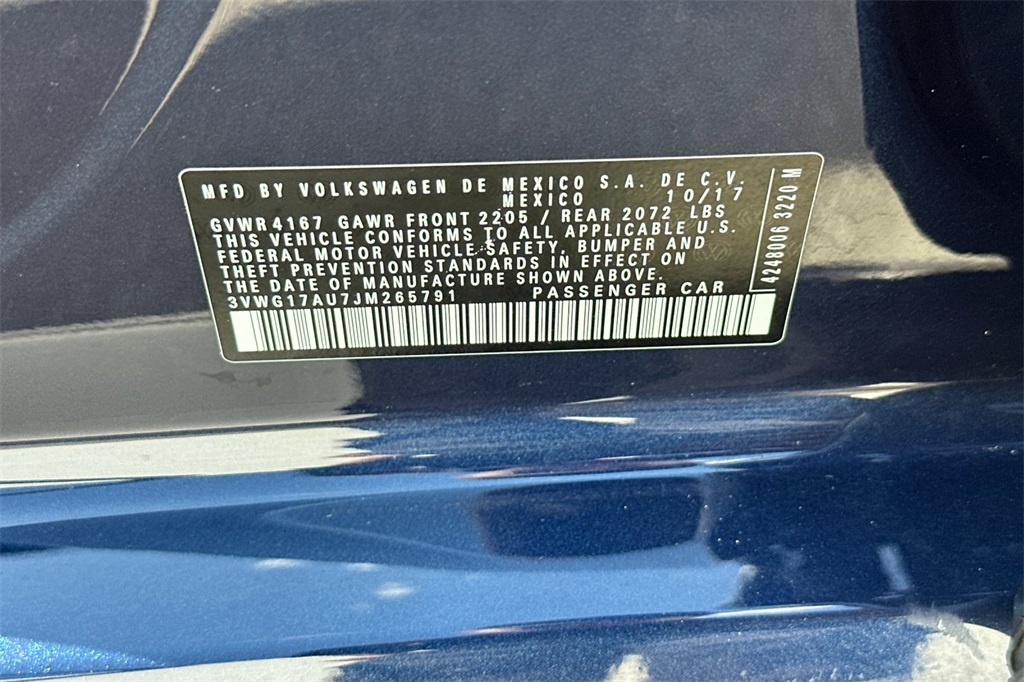 MFD BY VOLKSWAGEN DE MEXICO S.A. DE C.V.
MEXICO 10/17
GVWR 4167 GAWR FRONT 2205 / REAR 2072 LBS
THIS VEHICLE CONFORMS TO ALL APPLICABLE U.S.
FEDERAL MOTOR VEHICLE SAFETY, BUMPER AND
THEFT PREVENTION STANDARDS IN EFFECT ON
THE DATE OF MANUFACTURE SHOWN ABOVE.
3VWG17AU7JM265791 PASSENGER CAR
4248006 3220 M